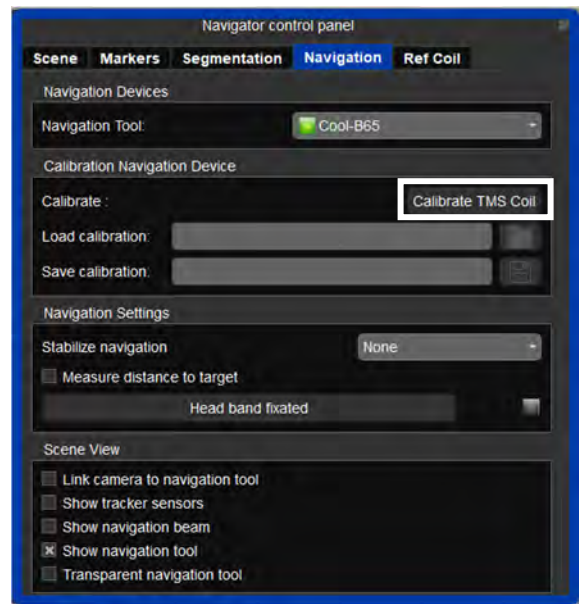 Navigator control panel
Scene Markers Segmentation Navigation Ref Coil
Navigation Devices
Navigation Tool: Cool-B65
Calibration Navigation Device
Calibrate : Calibrate TMS Coil
Load calibration:
Save calibration:
Navigation Settings
Stabilize navigation None
Measure distance to target
Head band fixated
Scene View
Link camera to navigation tool
Show tracker sensors
Show navigation beam
Show navigation tool
Transparent navigation tool